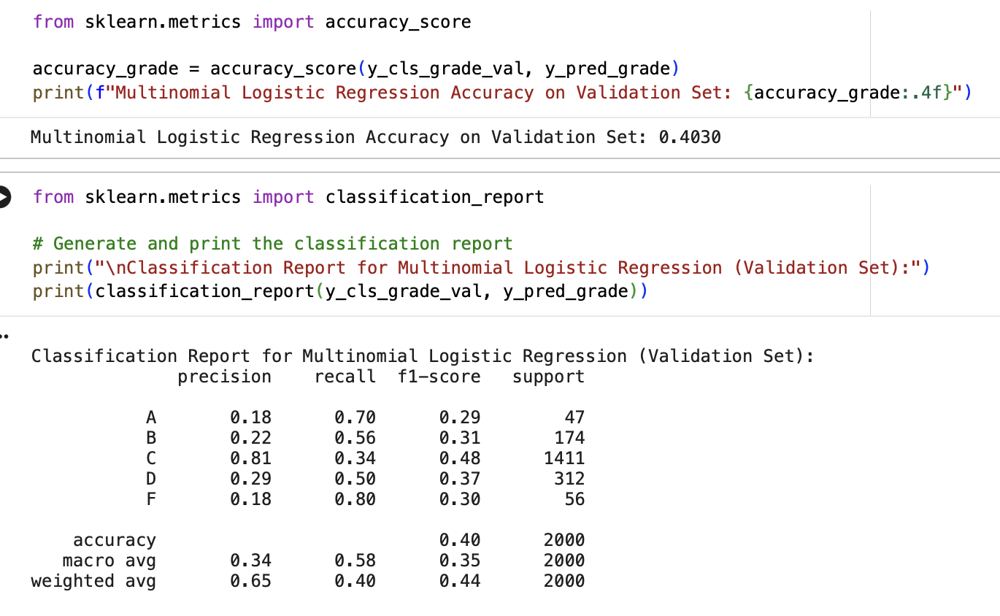 from sklearn.metrics import accuracy_score
accuracy_grade = accuracy_score(y_cls_grade_val, y_pred_grade)
print(f"Multinomial Logistic Regression Accuracy on Validation Set: {accuracy_grade:.4f}")
Multinomial Logistic Regression Accuracy on Validation Set: 0.4030
from sklearn.metrics import classification_report
# Generate and print the classification report
print("\nClassification Report for Multinomial Logistic Regression (Validation Set):")
print(classification_report(y_cls_grade_val, y_pred_grade))
Classification Report for Multinomial Logistic Regression (Validation Set):
precision recall f1-score support
A 0.18 0.70 0.29 47
B 0.22 0.56 0.31 174
C 0.81 0.34 0.48 1411
D 0.29 0.50 0.37 312
F 0.18 0.80 0.30 56
accuracy 0.40 2000
macro avg 0.34 0.58 0.35 2000
weighted avg 0.65 0.40 0.44 2000